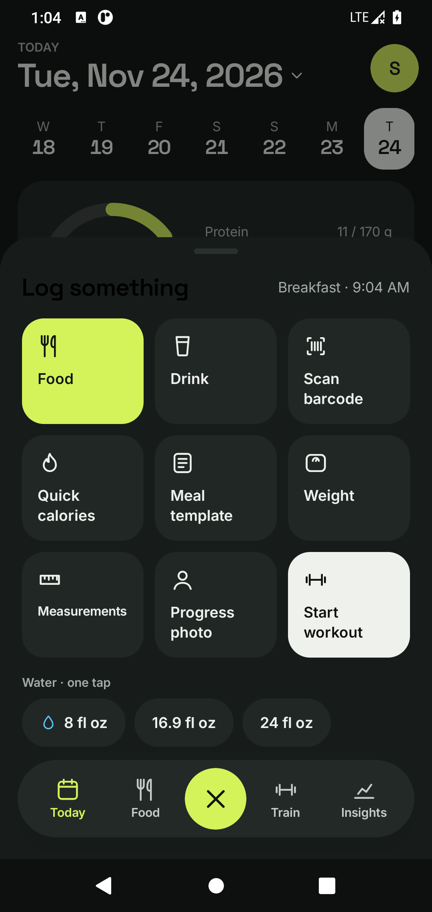 1:04
LTE
TODAY
Tue, Nov 24, 2026
S
W T F S S M T
18 19 20 21 22 23 24
Protein 11 / 170 g
Log something
Breakfast · 9:04 AM
Food
Drink
Scan
barcode
Quick
calories
Meal
template
Weight
Measurements
Progress
photo
Start
workout
Water · one tap
8 fl oz
16.9 fl oz
24 fl oz
Today
Food
Train
Insights